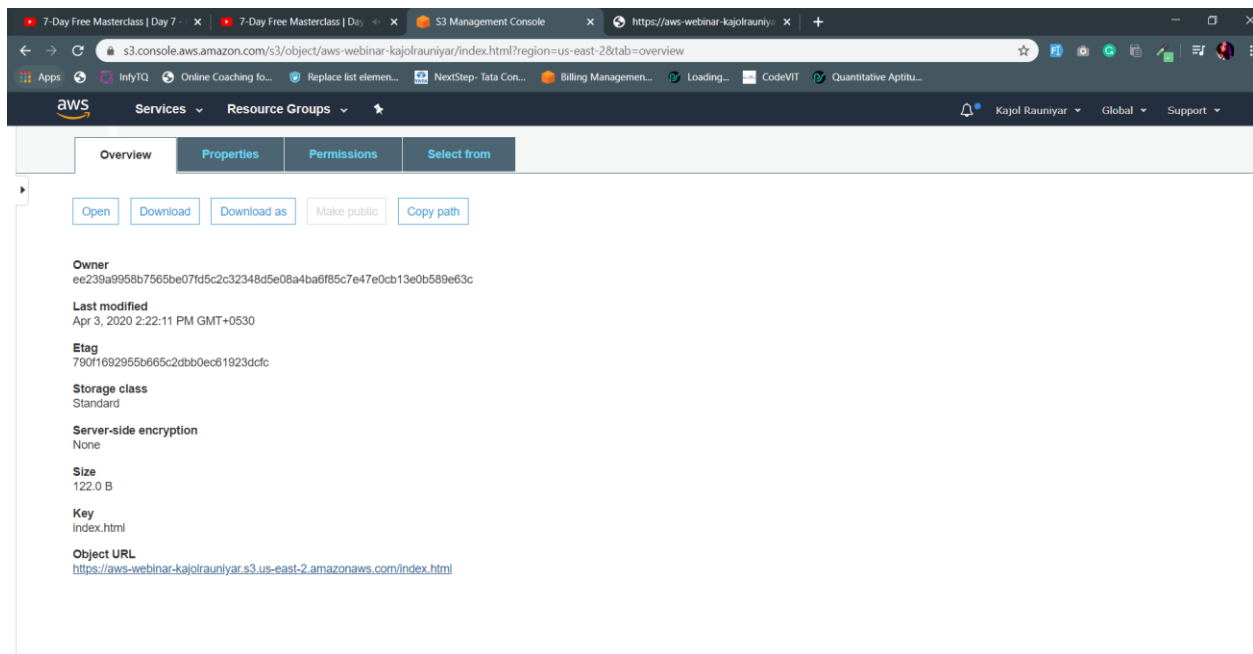 7-Day Free Masterclass | Day 7 -
7-Day Free Masterclass | Day
S3 Management Console
https://aws-webinar-kajolrauniya
s3.console.aws.amazon.com/s3/object/aws-webinar-kajolrauniyar/index.html?region=us-east-2&tab=overview
Apps
InfyTQ
Online Coaching fo...
Replace list elemen...
NextStep- Tata Con...
Billing Managemen...
Loading...
CodeVIT
Quantitative Aptitu...
aws
Services
Resource Groups
Kajol Rauniyar
Global
Support
Overview
Properties
Permissions
Select from
Open
Download
Download as
Make public
Copy path
Owner
ee239a9958b7565be07fd5c2c32348d5e08a4ba6f85c7e47e0cb13e0b589e63c
Last modified
Apr 3, 2020 2:22:11 PM GMT+0530
Etag
790f1692955b665c2dbb0ec61923dcfc
Storage class
Standard
Server-side encryption
None
Size
122.0 B
Key
index.html
Object URL
https://aws-webinar-kajolrauniyar.s3.us-east-2.amazonaws.com/index.html